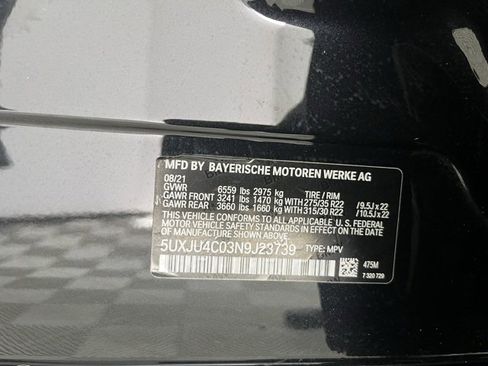 MFD BY BAYERISCHE MOTOREN WERKE AG
08/21
GVWR 6559 lbs 2975 kg TIRE / RIM
GAWR FRONT 3241 lbs 1470 kg WITH 275/35 R22 /9.5J x 22
GAWR REAR 3660 lbs 1660 kg WITH 315/30 R22 /10.5J x 22
THIS VEHICLE CONFORMS TO ALL APPLICABLE U.S. FEDERAL
MOTOR VEHICLE SAFETY STANDARDS IN EFFECT ON THE DATE
OF MANUFACTURE SHOWN ABOVE.
5UXJU4C03N9J23739 TYPE: MPV
475M
7 320 729